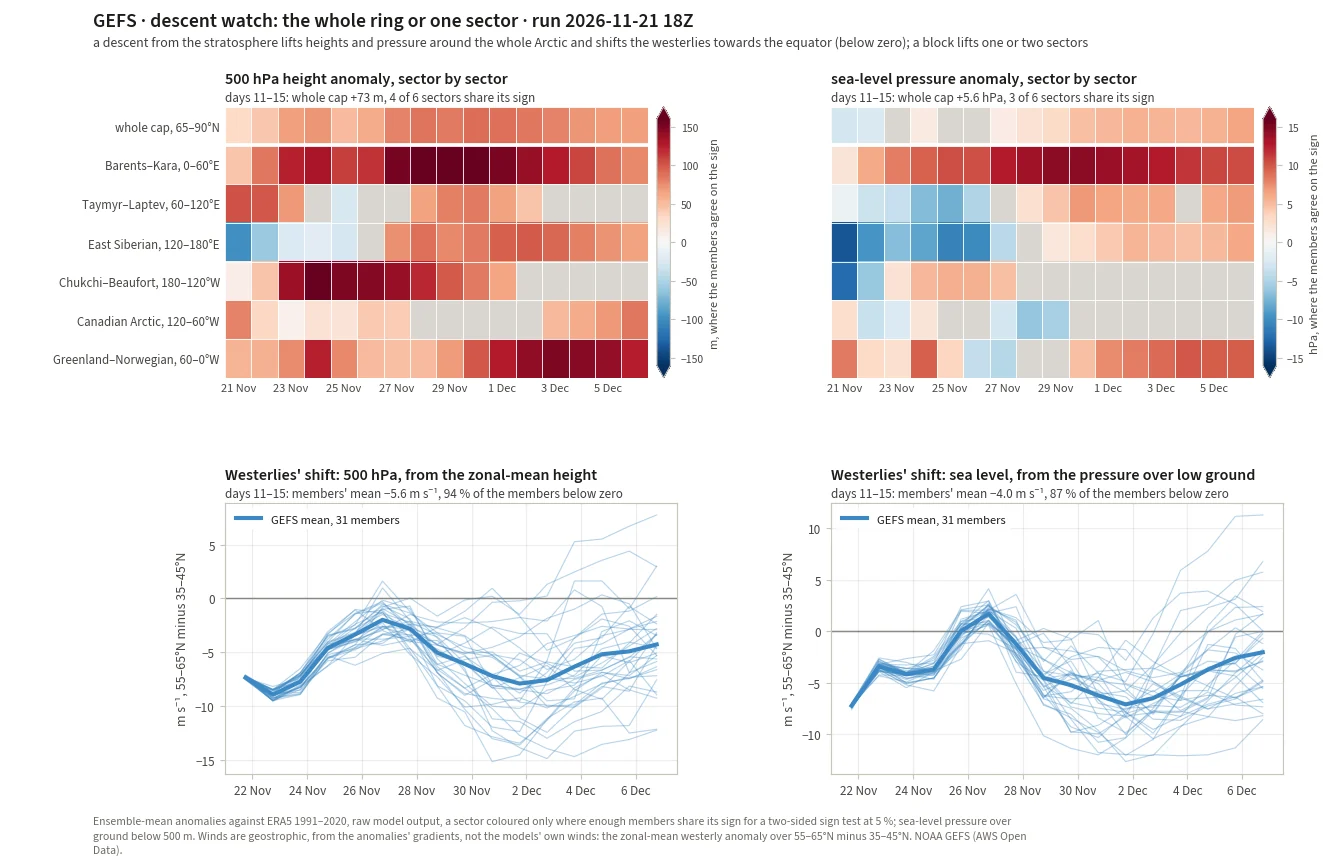 GEFS · descent watch: the whole ring or one sector · run 2026-11-21 18Z
a descent from the stratosphere lifts heights and pressure around the whole Arctic and shifts the westerlies towards the equator (below zero); a block lifts one or two sectors
500 hPa height anomaly, sector by sector
days 11–15: whole cap +73 m, 4 of 6 sectors share its sign
whole cap, 65–90°N
Barents–Kara, 0–60°E
Taymyr–Laptev, 60–120°E
East Siberian, 120–180°E
Chukchi–Beaufort, 180–120°W
Canadian Arctic, 120–60°W
Greenland–Norwegian, 60–0°W
21 Nov 23 Nov 25 Nov 27 Nov 29 Nov 1 Dec 3 Dec 5 Dec
150
100
50
0
−50
−100
−150
m, where the members agree on the sign
sea-level pressure anomaly, sector by sector
days 11–15: whole cap +5.6 hPa, 3 of 6 sectors share its sign
21 Nov 23 Nov 25 Nov 27 Nov 29 Nov 1 Dec 3 Dec 5 Dec
15
10
5
0
−5
−10
−15
hPa, where the members agree on the sign
Westerlies' shift: 500 hPa, from the zonal-mean height
days 11–15: members' mean −5.6 m s⁻¹, 94 % of the members below zero
GEFS mean, 31 members
m s⁻¹, 55–65°N minus 35–45°N
5
0
−5
−10
−15
22 Nov 24 Nov 26 Nov 28 Nov 30 Nov 2 Dec 4 Dec 6 Dec
Westerlies' shift: sea level, from the pressure over low ground
days 11–15: members' mean −4.0 m s⁻¹, 87 % of the members below zero
GEFS mean, 31 members
m s⁻¹, 55–65°N minus 35–45°N
10
5
0
−5
−10
22 Nov 24 Nov 26 Nov 28 Nov 30 Nov 2 Dec 4 Dec 6 Dec
Ensemble-mean anomalies against ERA5 1991–2020, raw model output, a sector coloured only where enough members share its sign for a two-sided sign test at 5 %; sea-level pressure over
ground below 500 m. Winds are geostrophic, from the anomalies' gradients, not the models' own winds: the zonal-mean westerly anomaly over 55–65°N minus 35–45°N. NOAA GEFS (AWS Open
Data).